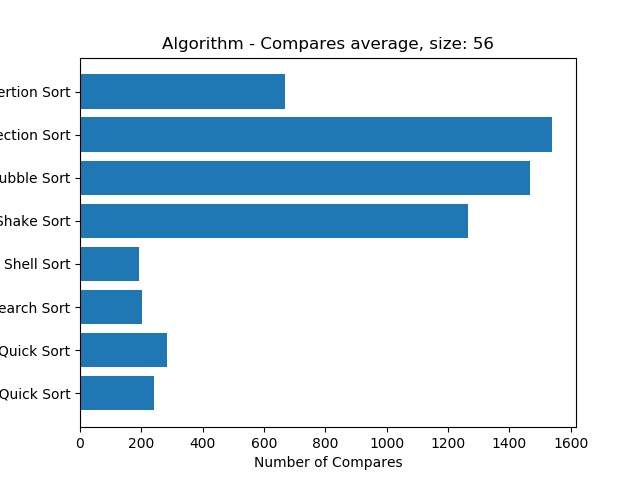 Algorithm - Compares average, size: 56
ertion Sort
ection Sort
ubble Sort
Shake Sort
Shell Sort
earch Sort
Quick Sort
Quick Sort
0 200 400 600 800 1000 1200 1400 1600
Number of Compares